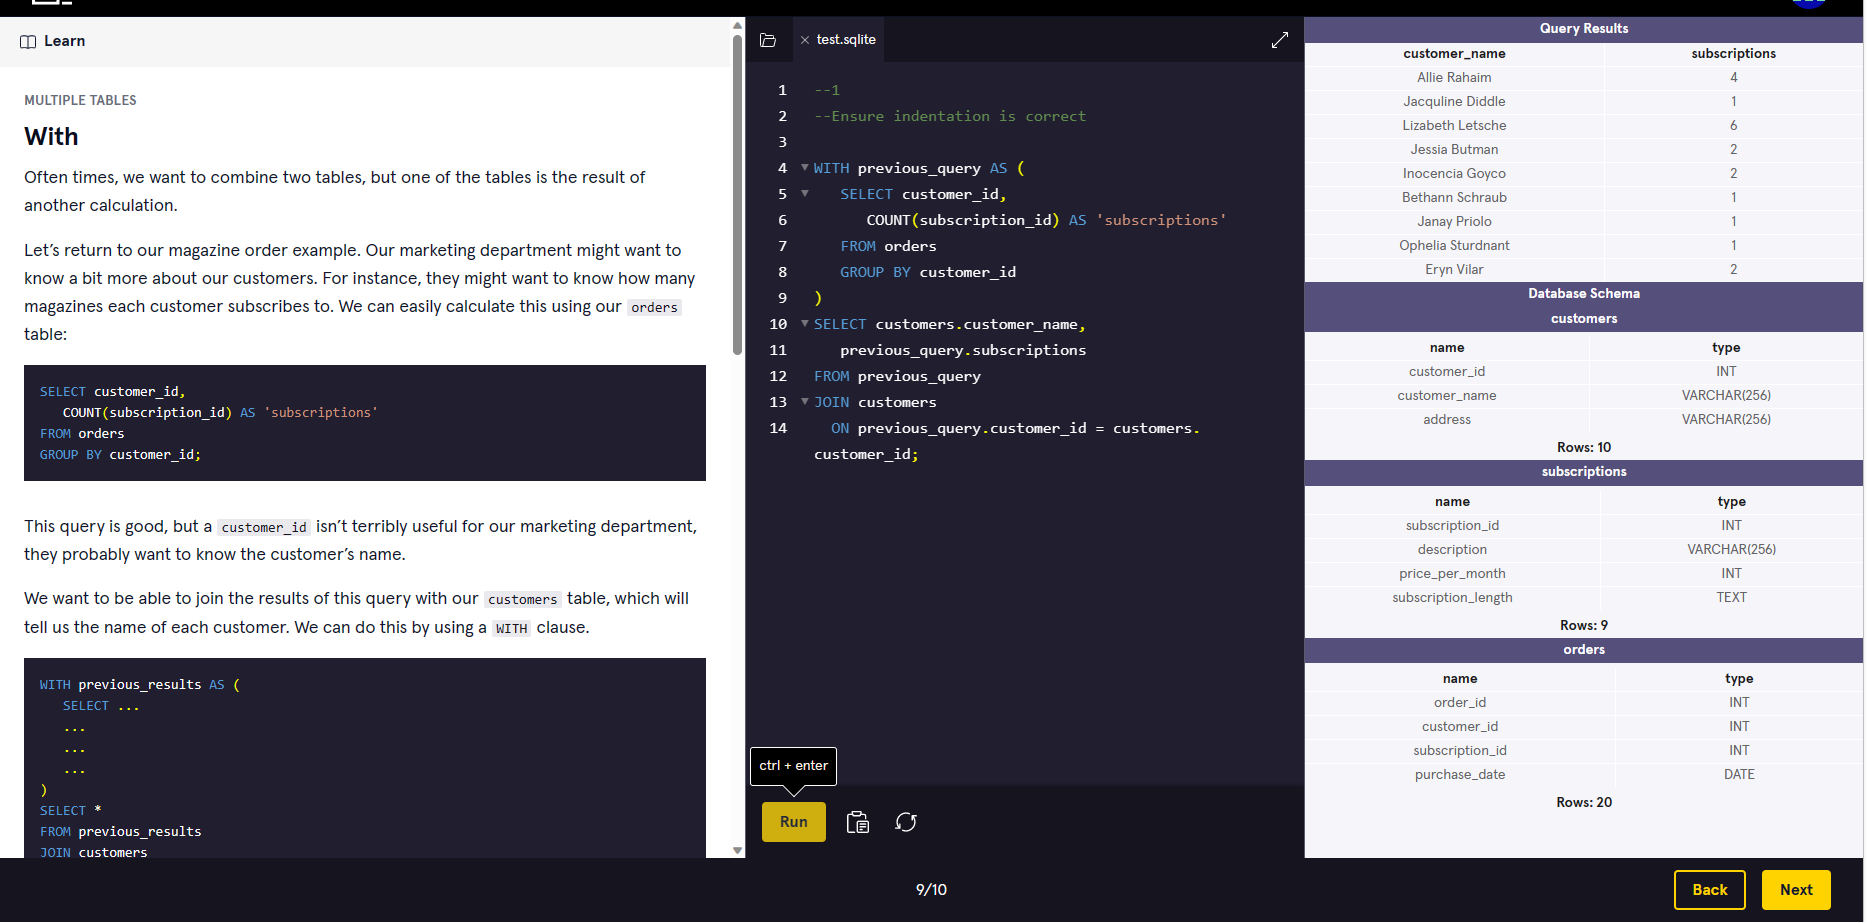 Learn
MULTIPLE TABLES
With
Often times, we want to combine two tables, but one of the tables is the result of
another calculation.
Let’s return to our magazine order example. Our marketing department might want to
know a bit more about our customers. For instance, they might want to know how many
magazines each customer subscribes to. We can easily calculate this using our orders
table:
SELECT customer_id,
   COUNT(subscription_id) AS 'subscriptions'
FROM orders
GROUP BY customer_id;
This query is good, but a customer_id isn’t terribly useful for our marketing department,
they probably want to know the customer’s name.
We want to be able to join the results of this query with our customers table, which will
tell us the name of each customer. We can do this by using a WITH clause.
WITH previous_results AS (
   SELECT ...
   ...
   ...
   ...
)
SELECT *
FROM previous_results
JOIN customers
test.sqlite
1 --1
2 --Ensure indentation is correct
3
4 WITH previous_query AS (
5    SELECT customer_id,
6       COUNT(subscription_id) AS 'subscriptions'
7    FROM orders
8    GROUP BY customer_id
9 )
10 SELECT customers.customer_name,
11    previous_query.subscriptions
12 FROM previous_query
13 JOIN customers
14   ON previous_query.customer_id = customers.
customer_id;
ctrl + enter
Run
Query Results
customer_name subscriptions
Allie Rahaim 4
Jacquline Diddle 1
Lizabeth Letsche 6
Jessia Butman 2
Inocencia Goyco 2
Bethann Schraub 1
Janay Priolo 1
Ophelia Sturdnant 1
Eryn Vilar 2
Database Schema
customers
name type
customer_id INT
customer_name VARCHAR(256)
address VARCHAR(256)
Rows: 10
subscriptions
name type
subscription_id INT
description VARCHAR(256)
price_per_month INT
subscription_length TEXT
Rows: 9
orders
name type
order_id INT
customer_id INT
subscription_id INT
purchase_date DATE
Rows: 20
9/10
Back
Next